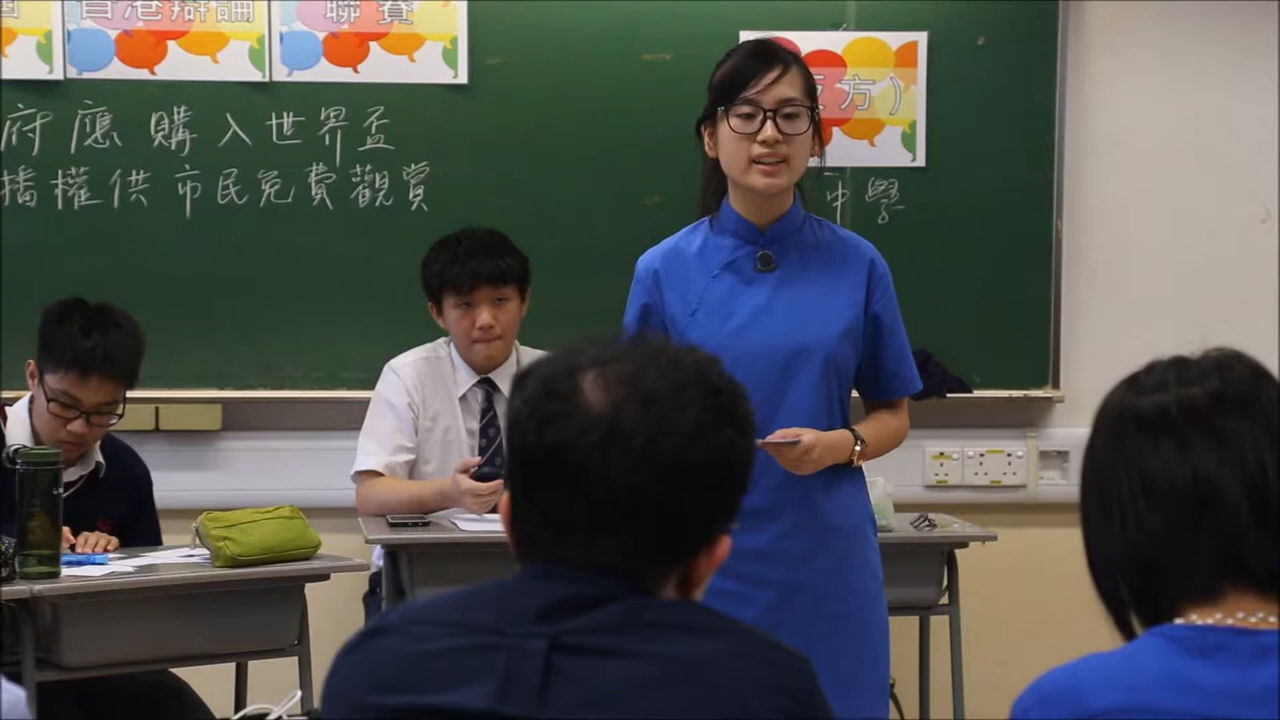 香港辯論
聯賽
方）
府應購入世界盃
播權供市民免費觀賞
中學